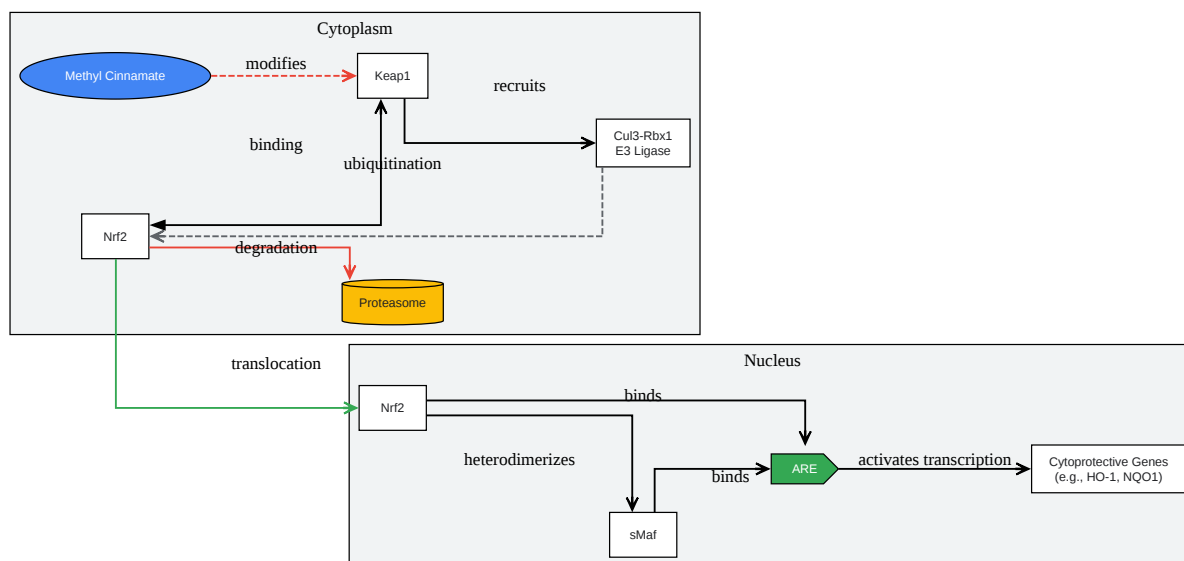 Cytoplasm
modifies
Methyl Cinnamate
Keap1
recruits
Cul3-Rbx1
E3 Ligase
binding
ubiquitination
Nrf2
degradation
Proteasome
translocation
Nucleus
Nrf2
binds
heterodimerizes
binds
ARE
activates transcription
Cytoprotective Genes
(e.g., HO-1, NQO1)
sMaf